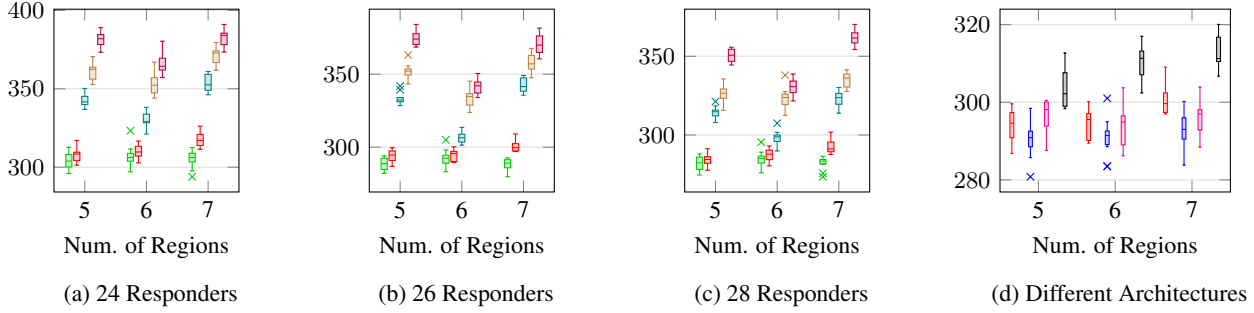 400
350
300
5 6 7
Num. of Regions
(a) 24 Responders
350
300
5 6 7
Num. of Regions
(b) 26 Responders
350
300
5 6 7
Num. of Regions
(c) 28 Responders
320
300
280
5 6 7
Num. of Regions
(d) Different Architectures